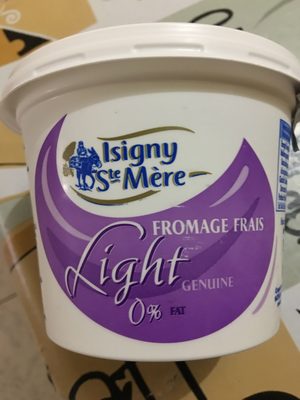 Isigny
Ste Mère
FROMAGE FRAIS
Light
GENUINE
0% FAT